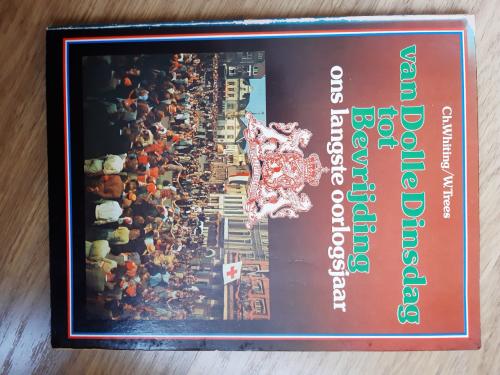 Ch.Whiting/W.Trees
van Dolle Dinsdag
tot
Bevrijding
ons langste oorlogsjaar